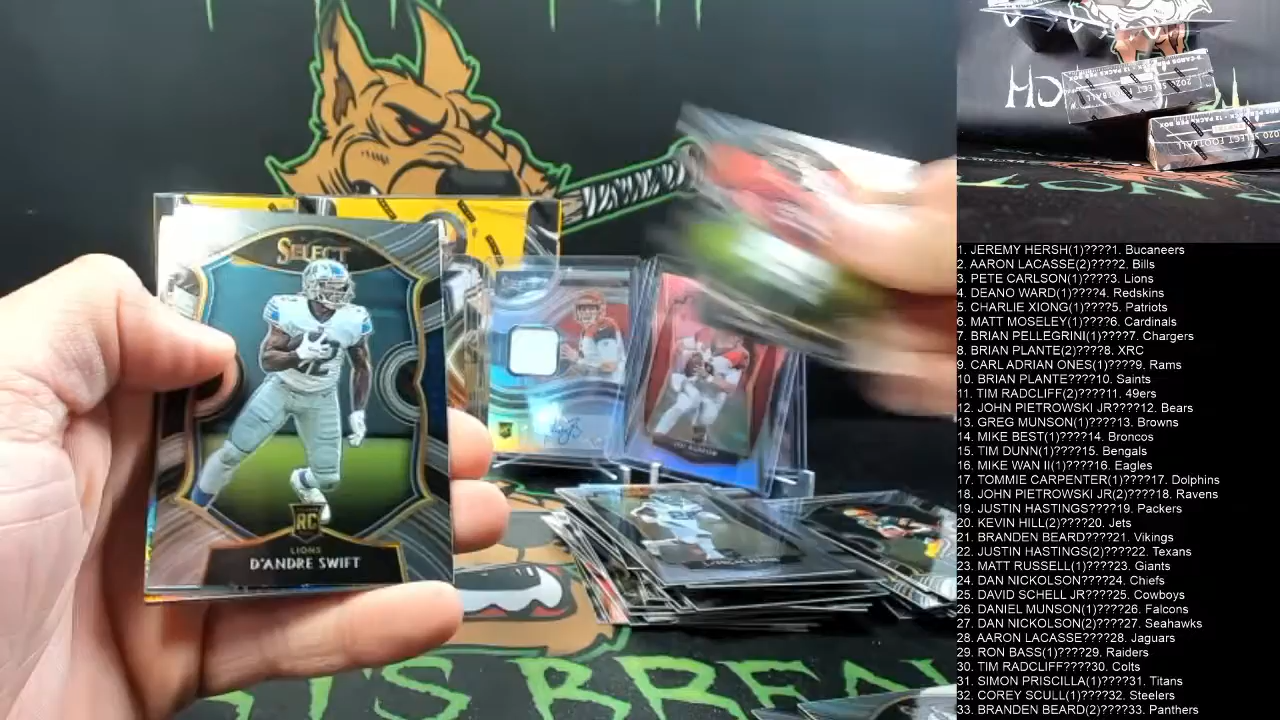 SELECT
RC
LIONS
D'ANDRE SWIFT
2020 SELECT FOOTBALL
1. JEREMY HERSH(1)????1. Bucaneers
2. AARON LACASSE(2)????2. Bills
3. PETE CARLSON(1)????3. Lions
4. DEANO WARD(1)????4. Redskins
5. CHARLIE XIONG(1)????5. Patriots
6. MATT MOSELEY(1)????6. Cardinals
7. BRIAN PELLEGRINI(1)????7. Chargers
8. BRIAN PLANTE(2)????8. XRC
9. CARL ADRIAN ONES(1)????9. Rams
10. BRIAN PLANTE????10. Saints
11. TIM RADCLIFF(2)????11. 49ers
12. JOHN PIETROWSKI JR????12. Bears
13. GREG MUNSON(1)????13. Browns
14. MIKE BEST(1)????14. Broncos
15. TIM DUNN(1)????15. Bengals
16. MIKE WAN II(1)????16. Eagles
17. TOMMIE CARPENTER(1)????17. Dolphins
18. JOHN PIETROWSKI JR(2)????18. Ravens
19. JUSTIN HASTINGS????19. Packers
20. KEVIN HILL(2)????20. Jets
21. BRANDEN BEARD????21. Vikings
22. JUSTIN HASTINGS(2)????22. Texans
23. MATT RUSSELL(1)????23. Giants
24. DAN NICKOLSON????24. Chiefs
25. DAVID SCHELL JR????25. Cowboys
26. DANIEL MUNSON(1)????26. Falcons
27. DAN NICKOLSON(2)????27. Seahawks
28. AARON LACASSE????28. Jaguars
29. RON BASS(1)????29. Raiders
30. TIM RADCLIFF????30. Colts
31. SIMON PRISCILLA(1)????31. Titans
32. COREY SCULL(1)????32. Steelers
33. BRANDEN BEARD(2)????33. Panthers